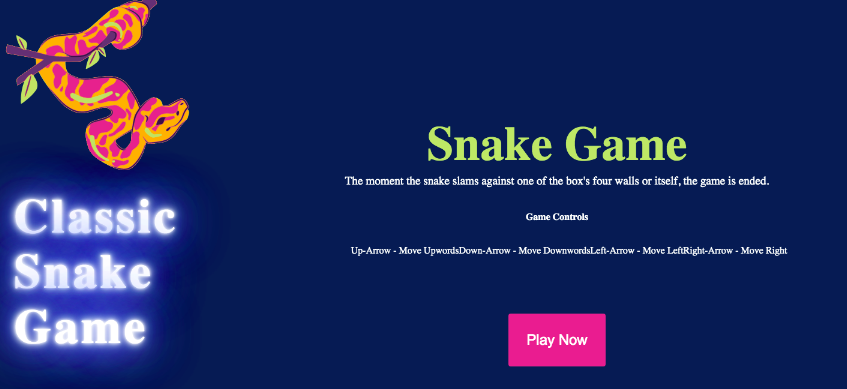 Classic
Snake
Game
Snake Game
The moment the snake slams against one of the box's four walls or itself, the game is ended.
Game Controls
Up-Arrow - Move UpwordsDown-Arrow - Move DownwordsLeft-Arrow - Move LeftRight-Arrow - Move Right
Play Now